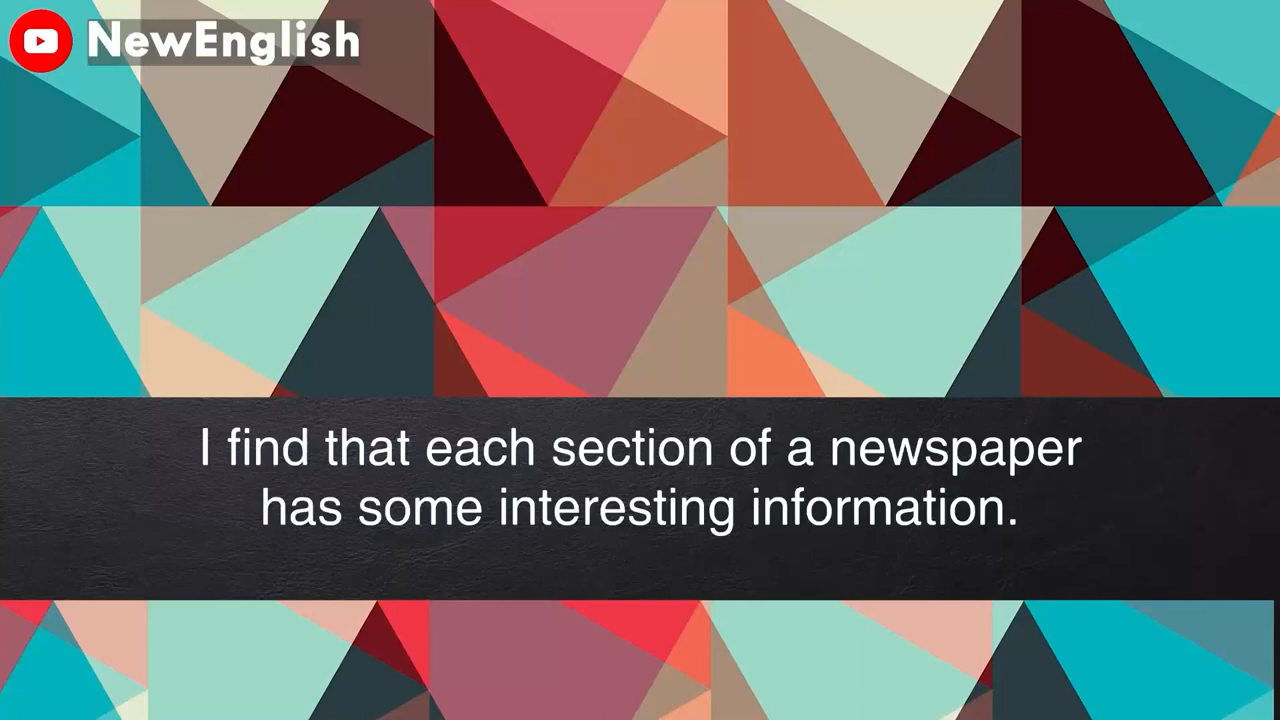 NewEnglish
I find that each section of a newspaper
has some interesting information.